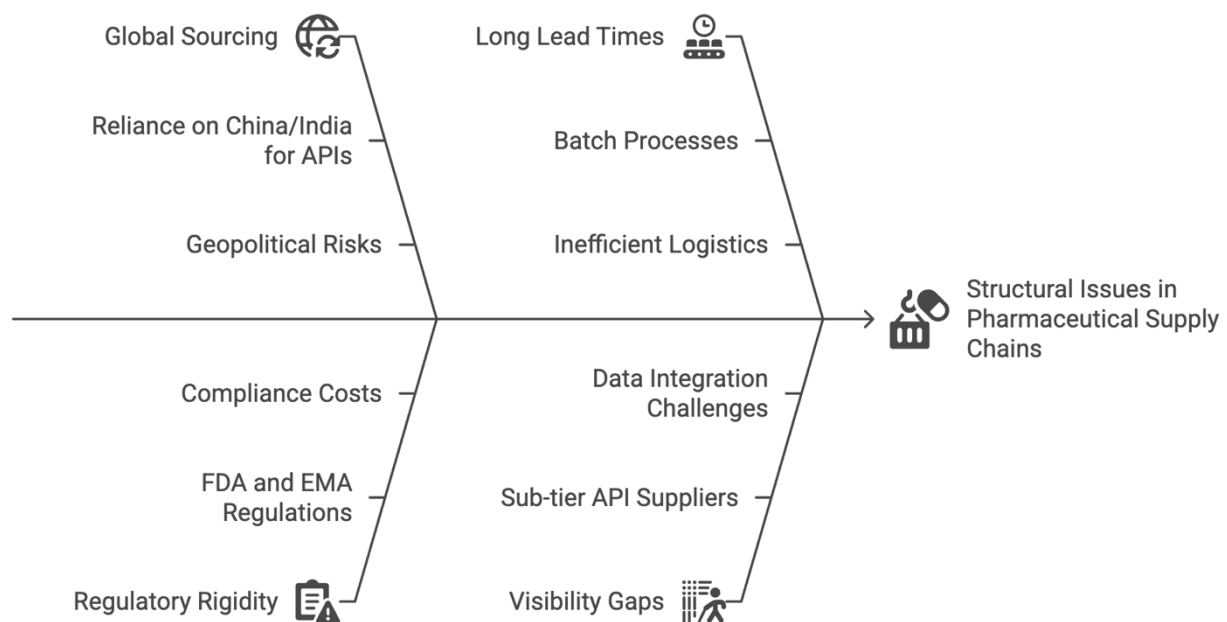 Global Sourcing
Long Lead Times
Reliance on China/India
for APIs
Batch Processes
Geopolitical Risks
Inefficient Logistics
Structural Issues in
Pharmaceutical Supply
Chains
Compliance Costs
Data Integration
Challenges
FDA and EMA
Regulations
Sub-tier API Suppliers
Regulatory Rigidity
Visibility Gaps